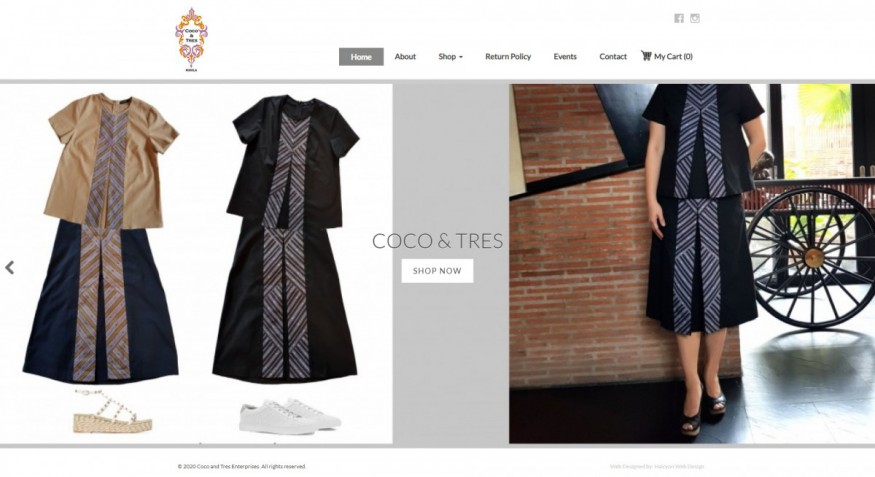 COCO
&
TRES
MANILA
Home
About
Shop
Return Policy
Events
Contact
My Cart (0)
COCO & TRES
SHOP NOW
© 2020 Coco and Tres Enterprises. All rights reserved.
Web Designed by:
Web Design